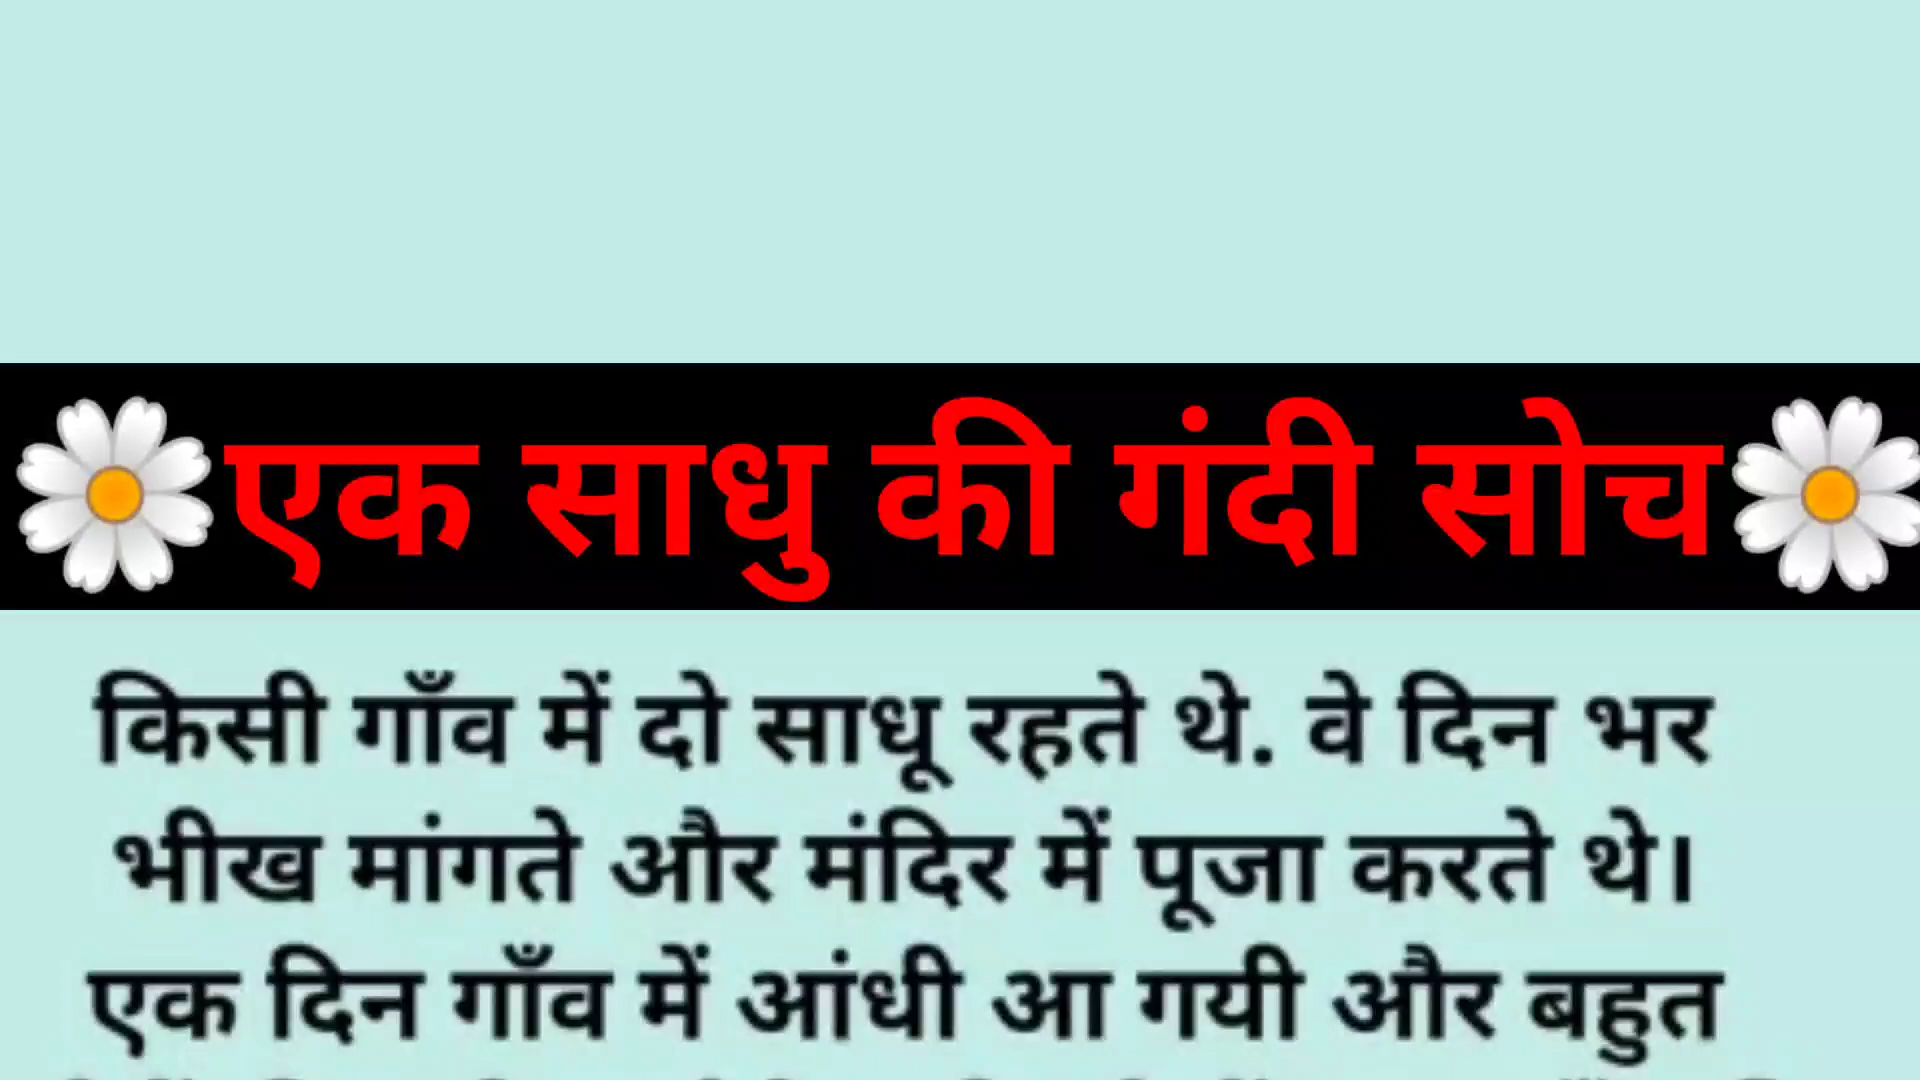 एक साधु की गंदी सोच
किसी गाँव में दो साधू रहते थे. वे दिन भर
भीख मांगते और मंदिर में पूजा करते थे।
एक दिन गाँव में आंधी आ गयी और बहुत